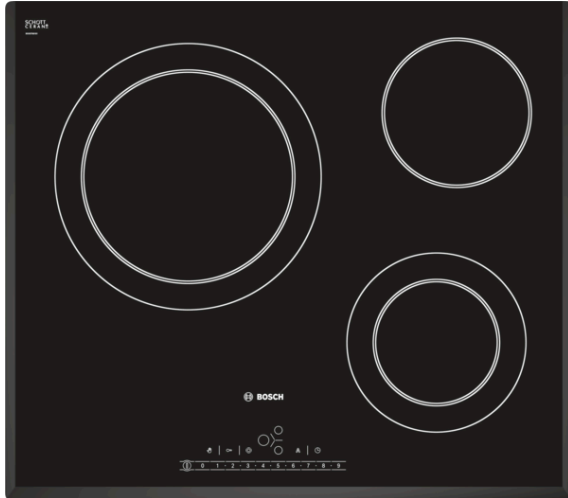 SCHOTT
CERAN®
BOSCH
A
0 1 · 2 · 3 · 4 · 5 · 6 · 7 · 8 · 9